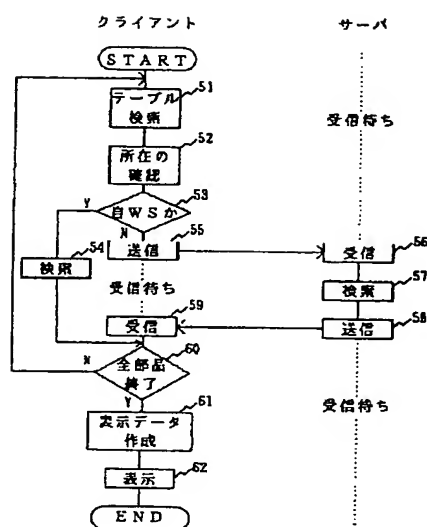 クライアント
サーバ
START
51
テーブル
検索
受信待ち
52
所在の
確認
53
Y
自WSか
N
54
検索
55
送信
受信
56
検索
57
受信待ち
59
受信
送信
58
60
N
全部品
終了
Y
61
表示データ
作成
受信待ち
62
表示
END